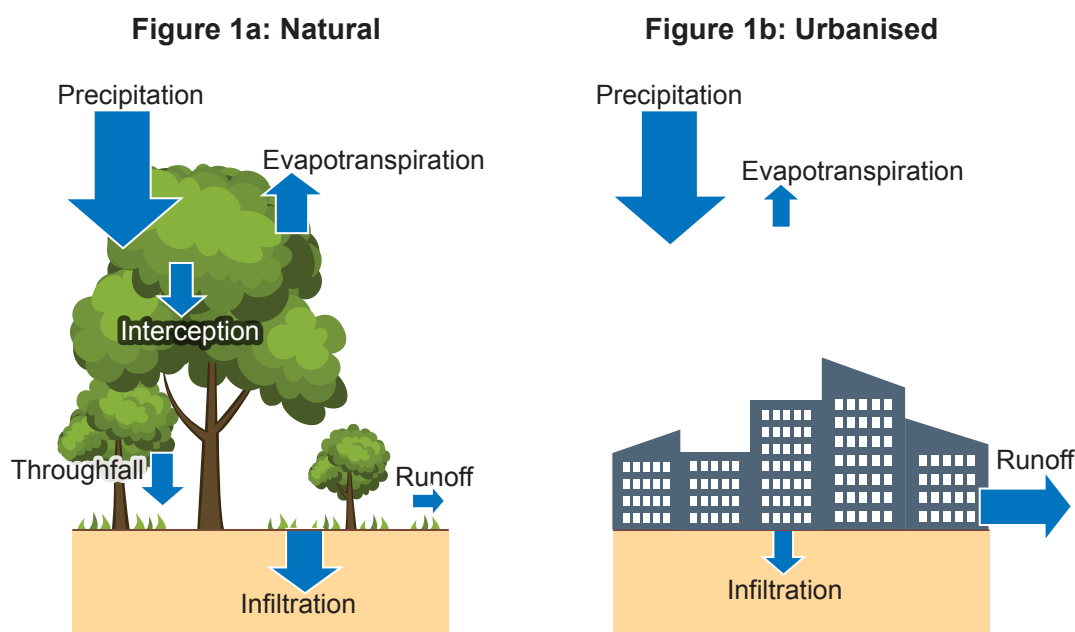 Figure 1a: Natural
Precipitation
Evapotranspiration
Interception
Throughfall
Runoff
Infiltration
Figure 1b: Urbanised
Precipitation
Evapotranspiration
Runoff
Infiltration